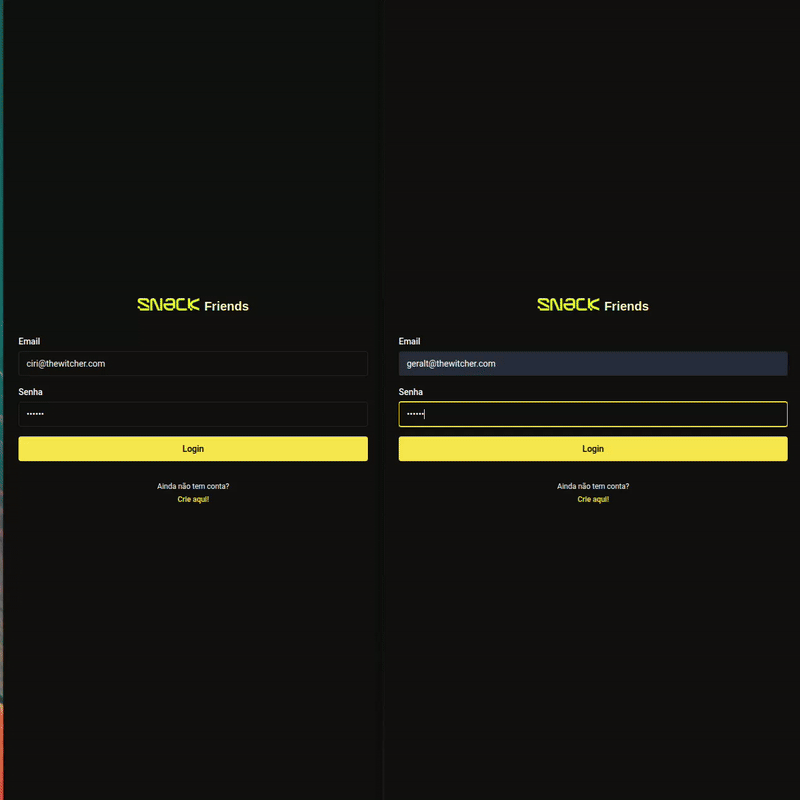 SNACK Friends
Email
ciri@thewitcher.com
Senha
••••••
Login
Ainda não tem conta?
Crie aqui!
SNACK Friends
Email
geralt@thewitcher.com
Senha
••••••
Login
Ainda não tem conta?
Crie aqui!